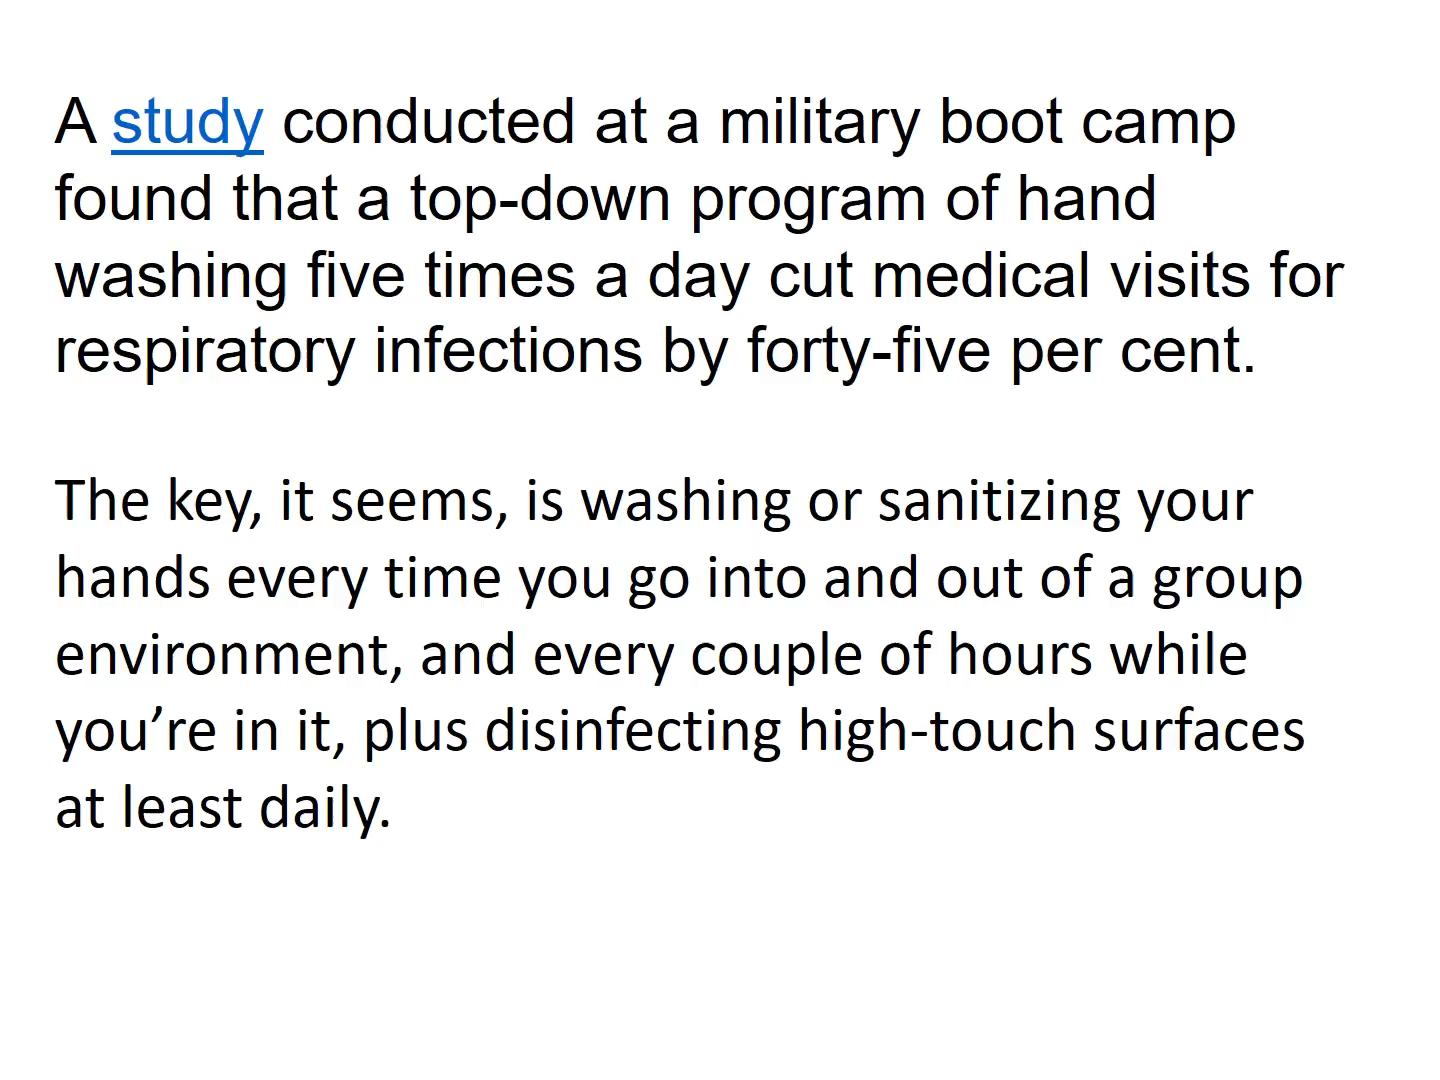 A study conducted at a military boot camp
found that a top-down program of hand
washing five times a day cut medical visits for
respiratory infections by forty-five per cent.
The key, it seems, is washing or sanitizing your
hands every time you go into and out of a group
environment, and every couple of hours while
you’re in it, plus disinfecting high-touch surfaces
at least daily.